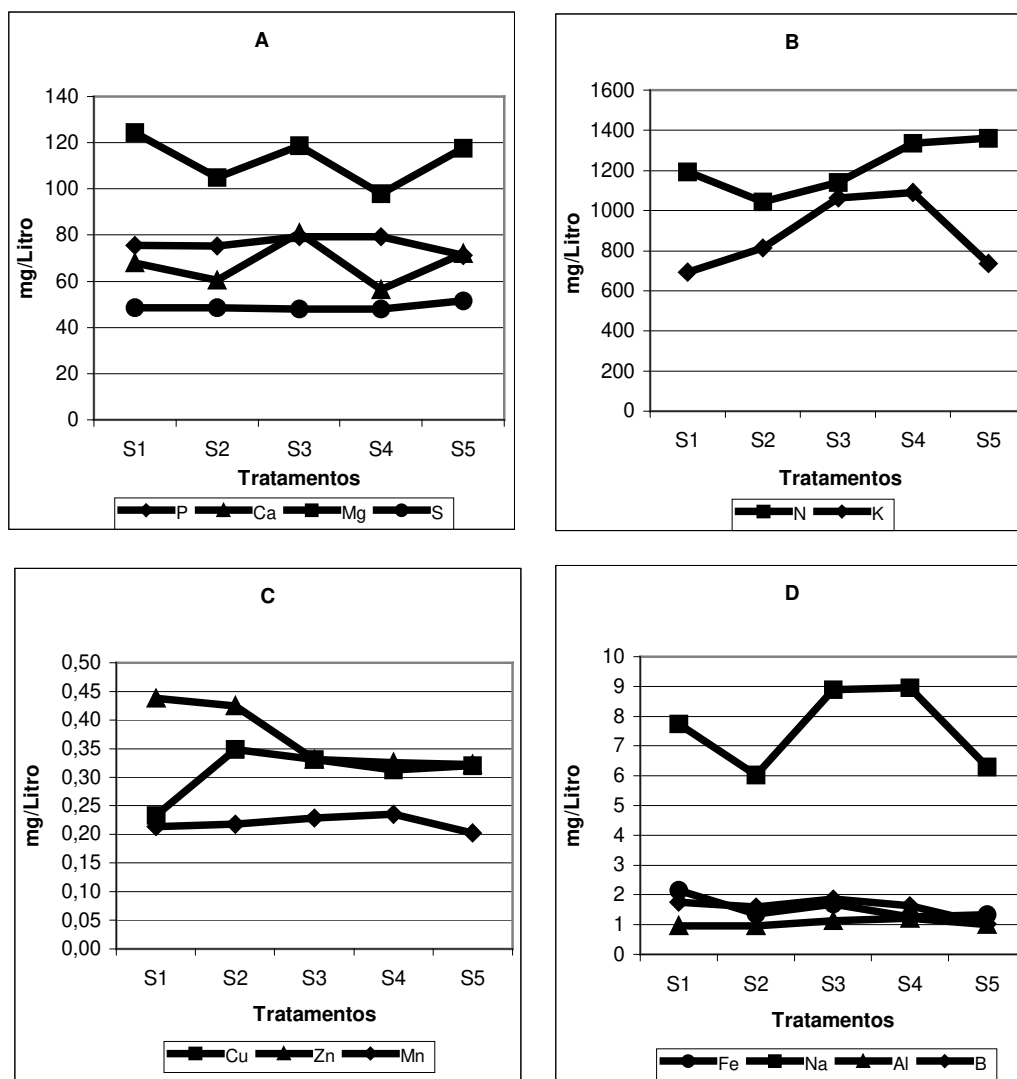 A
140
120
100
80
60
40
20
0
mg/Litro
S1 S2 S3 S4 S5
Tratamentos
P Ca Mg S
B
1600
1400
1200
1000
800
600
400
200
0
mg/Litro
S1 S2 S3 S4 S5
Tratamentos
N K
C
0,50
0,45
0,40
0,35
0,30
0,25
0,20
0,15
0,10
0,05
0,00
mg/Litro
S1 S2 S3 S4 S5
Tratamentos
Cu Zn Mn
D
10
9
8
7
6
5
4
3
2
1
0
mg/Litro
S1 S2 S3 S4 S5
Tratamentos
Fe Na Al B